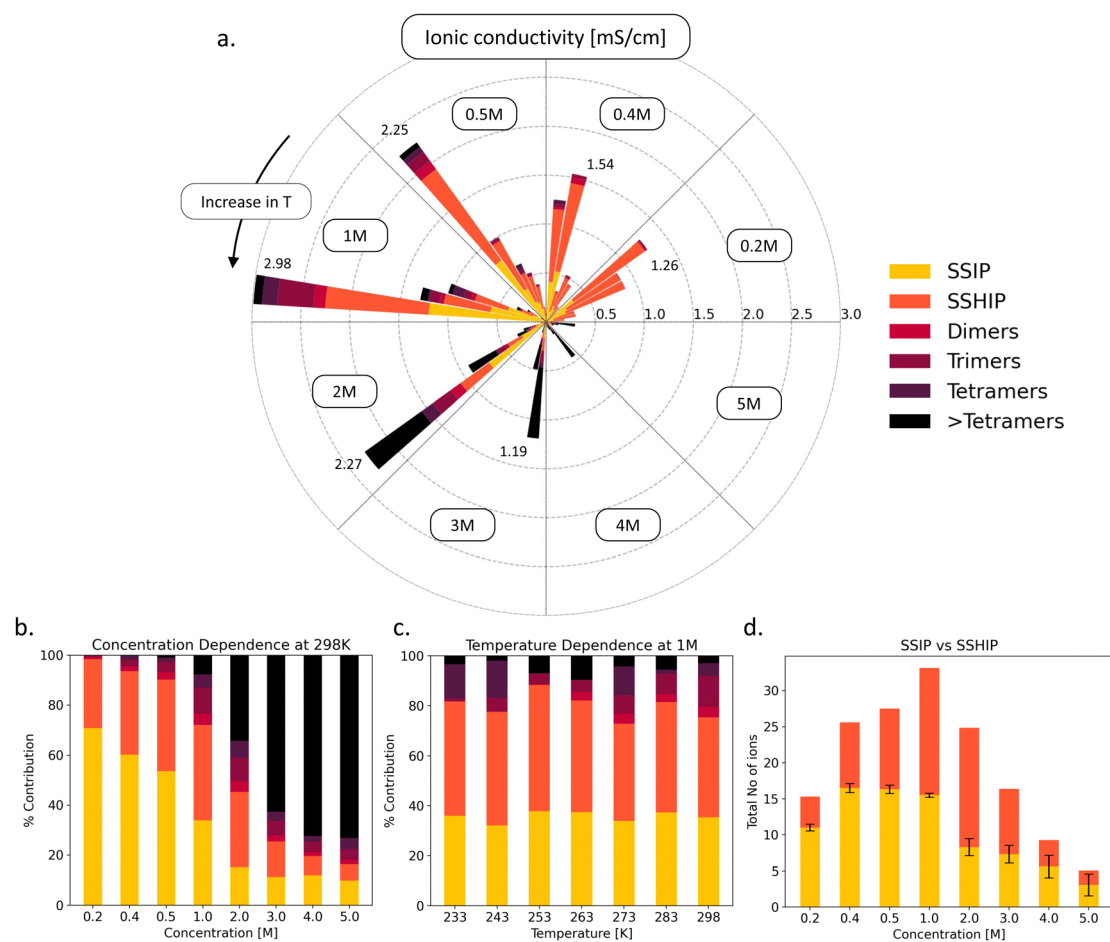 a.
Ionic conductivity [mS/cm]
0.5M
0.4M
2.25
1.54
Increase in T
1M
0.2M
2.98
1.26
0.5
1.0
1.5
2.0
2.5
3.0
SSIP
SSHIP
Dimers
Trimers
Tetramers
>Tetramers
2M
5M
2.27
1.19
3M
4M
b.
Concentration Dependence at 298K
% Contribution
100
80
60
40
20
0
0.2
0.4
0.5
1.0
2.0
3.0
4.0
5.0
Concentration [M]
c.
Temperature Dependence at 1M
% Contribution
100
80
60
40
20
0
233
243
253
263
273
283
298
Temperature [K]
d.
SSIP vs SSHIP
Total No of ions
30
25
20
15
10
5
0
0.2
0.4
0.5
1.0
2.0
3.0
4.0
5.0
Concentration [M]